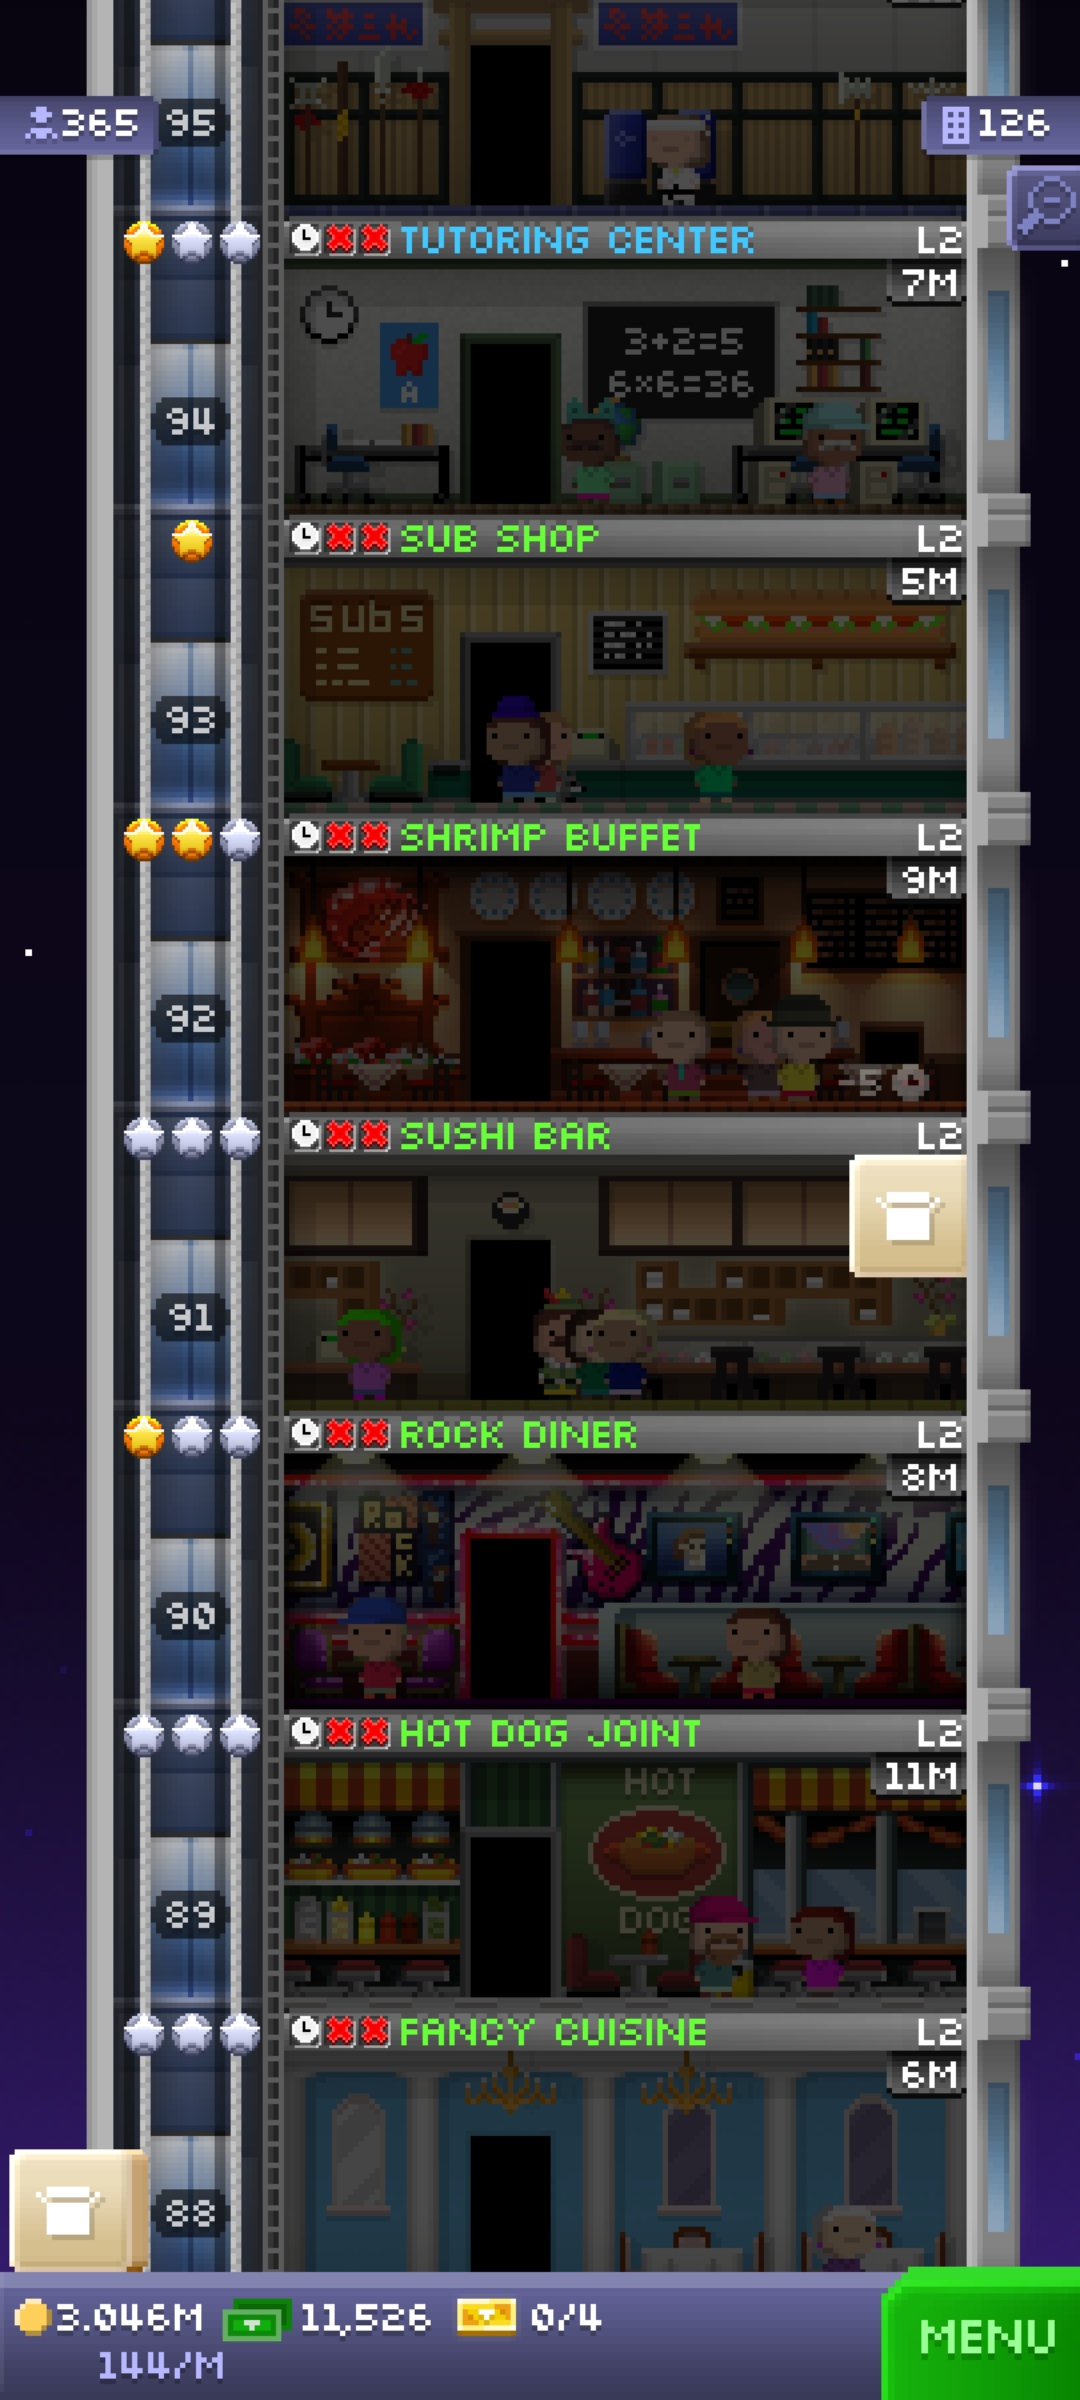 365
95
126
TUTORING CENTER
L2
7M
3+2=5
6×6=36
A
94
SUB SHOP
L2
5M
SUbS
93
SHRIMP BUFFET
L2
9M
92
-5
SUSHI BAR
L2
91
ROCK DINER
L2
8M
RoCK
90
HOT DOG JOINT
L2
11M
HOT
DOG
89
FANCY CUISINE
L2
6M
88
3.046M
11,526
0/4
144/M
MENU